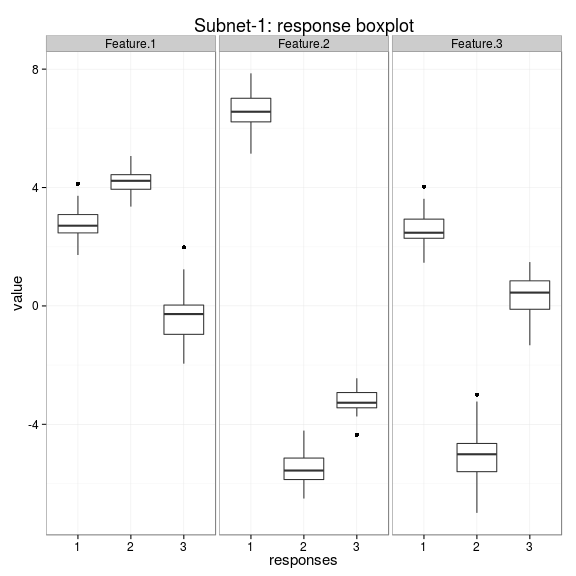 Subnet-1: response boxplot
Feature.1 Feature.2 Feature.3
8
4
0
-4
value
1 2 3 1 2 3 1 2 3
responses